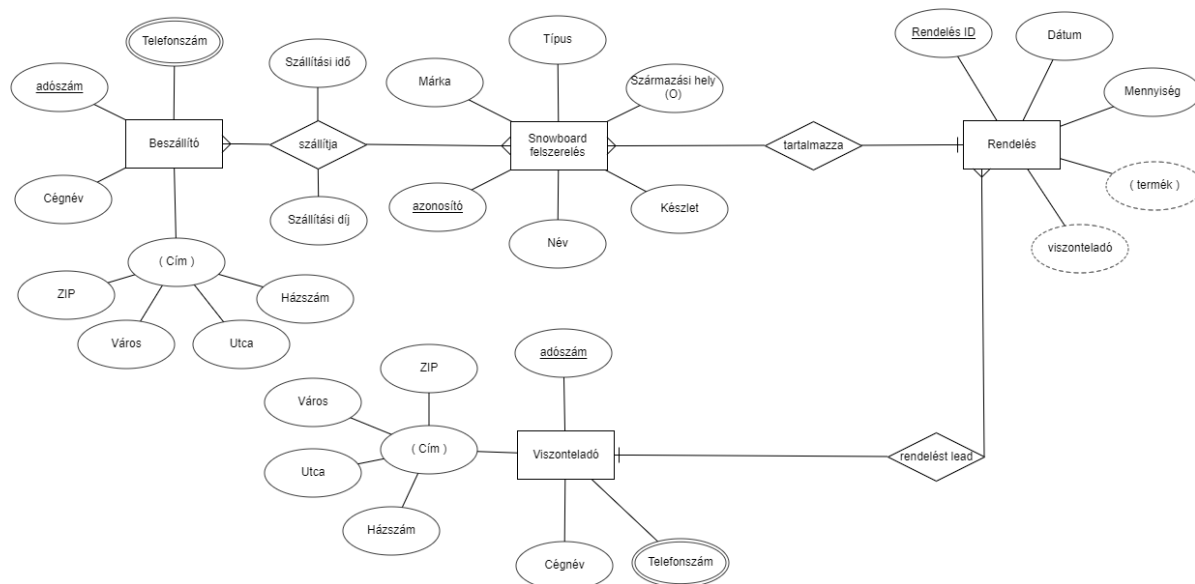 Telefonszám
adószám
Cégnév
Beszállító
( Cím )
ZIP
Város
Utca
Házszám
Szállítási idő
szállítja
Szállítási díj
Márka
Típus
Származási hely
(O)
Snowboard
felszerelés
azonosító
Név
Készlet
tartalmazza
Rendelés ID
Dátum
Mennyiség
Rendelés
( termék )
viszonteladó
adószám
ZIP
Város
( Cím )
Utca
Házszám
Viszonteladó
Cégnév
Telefonszám
rendelést lead